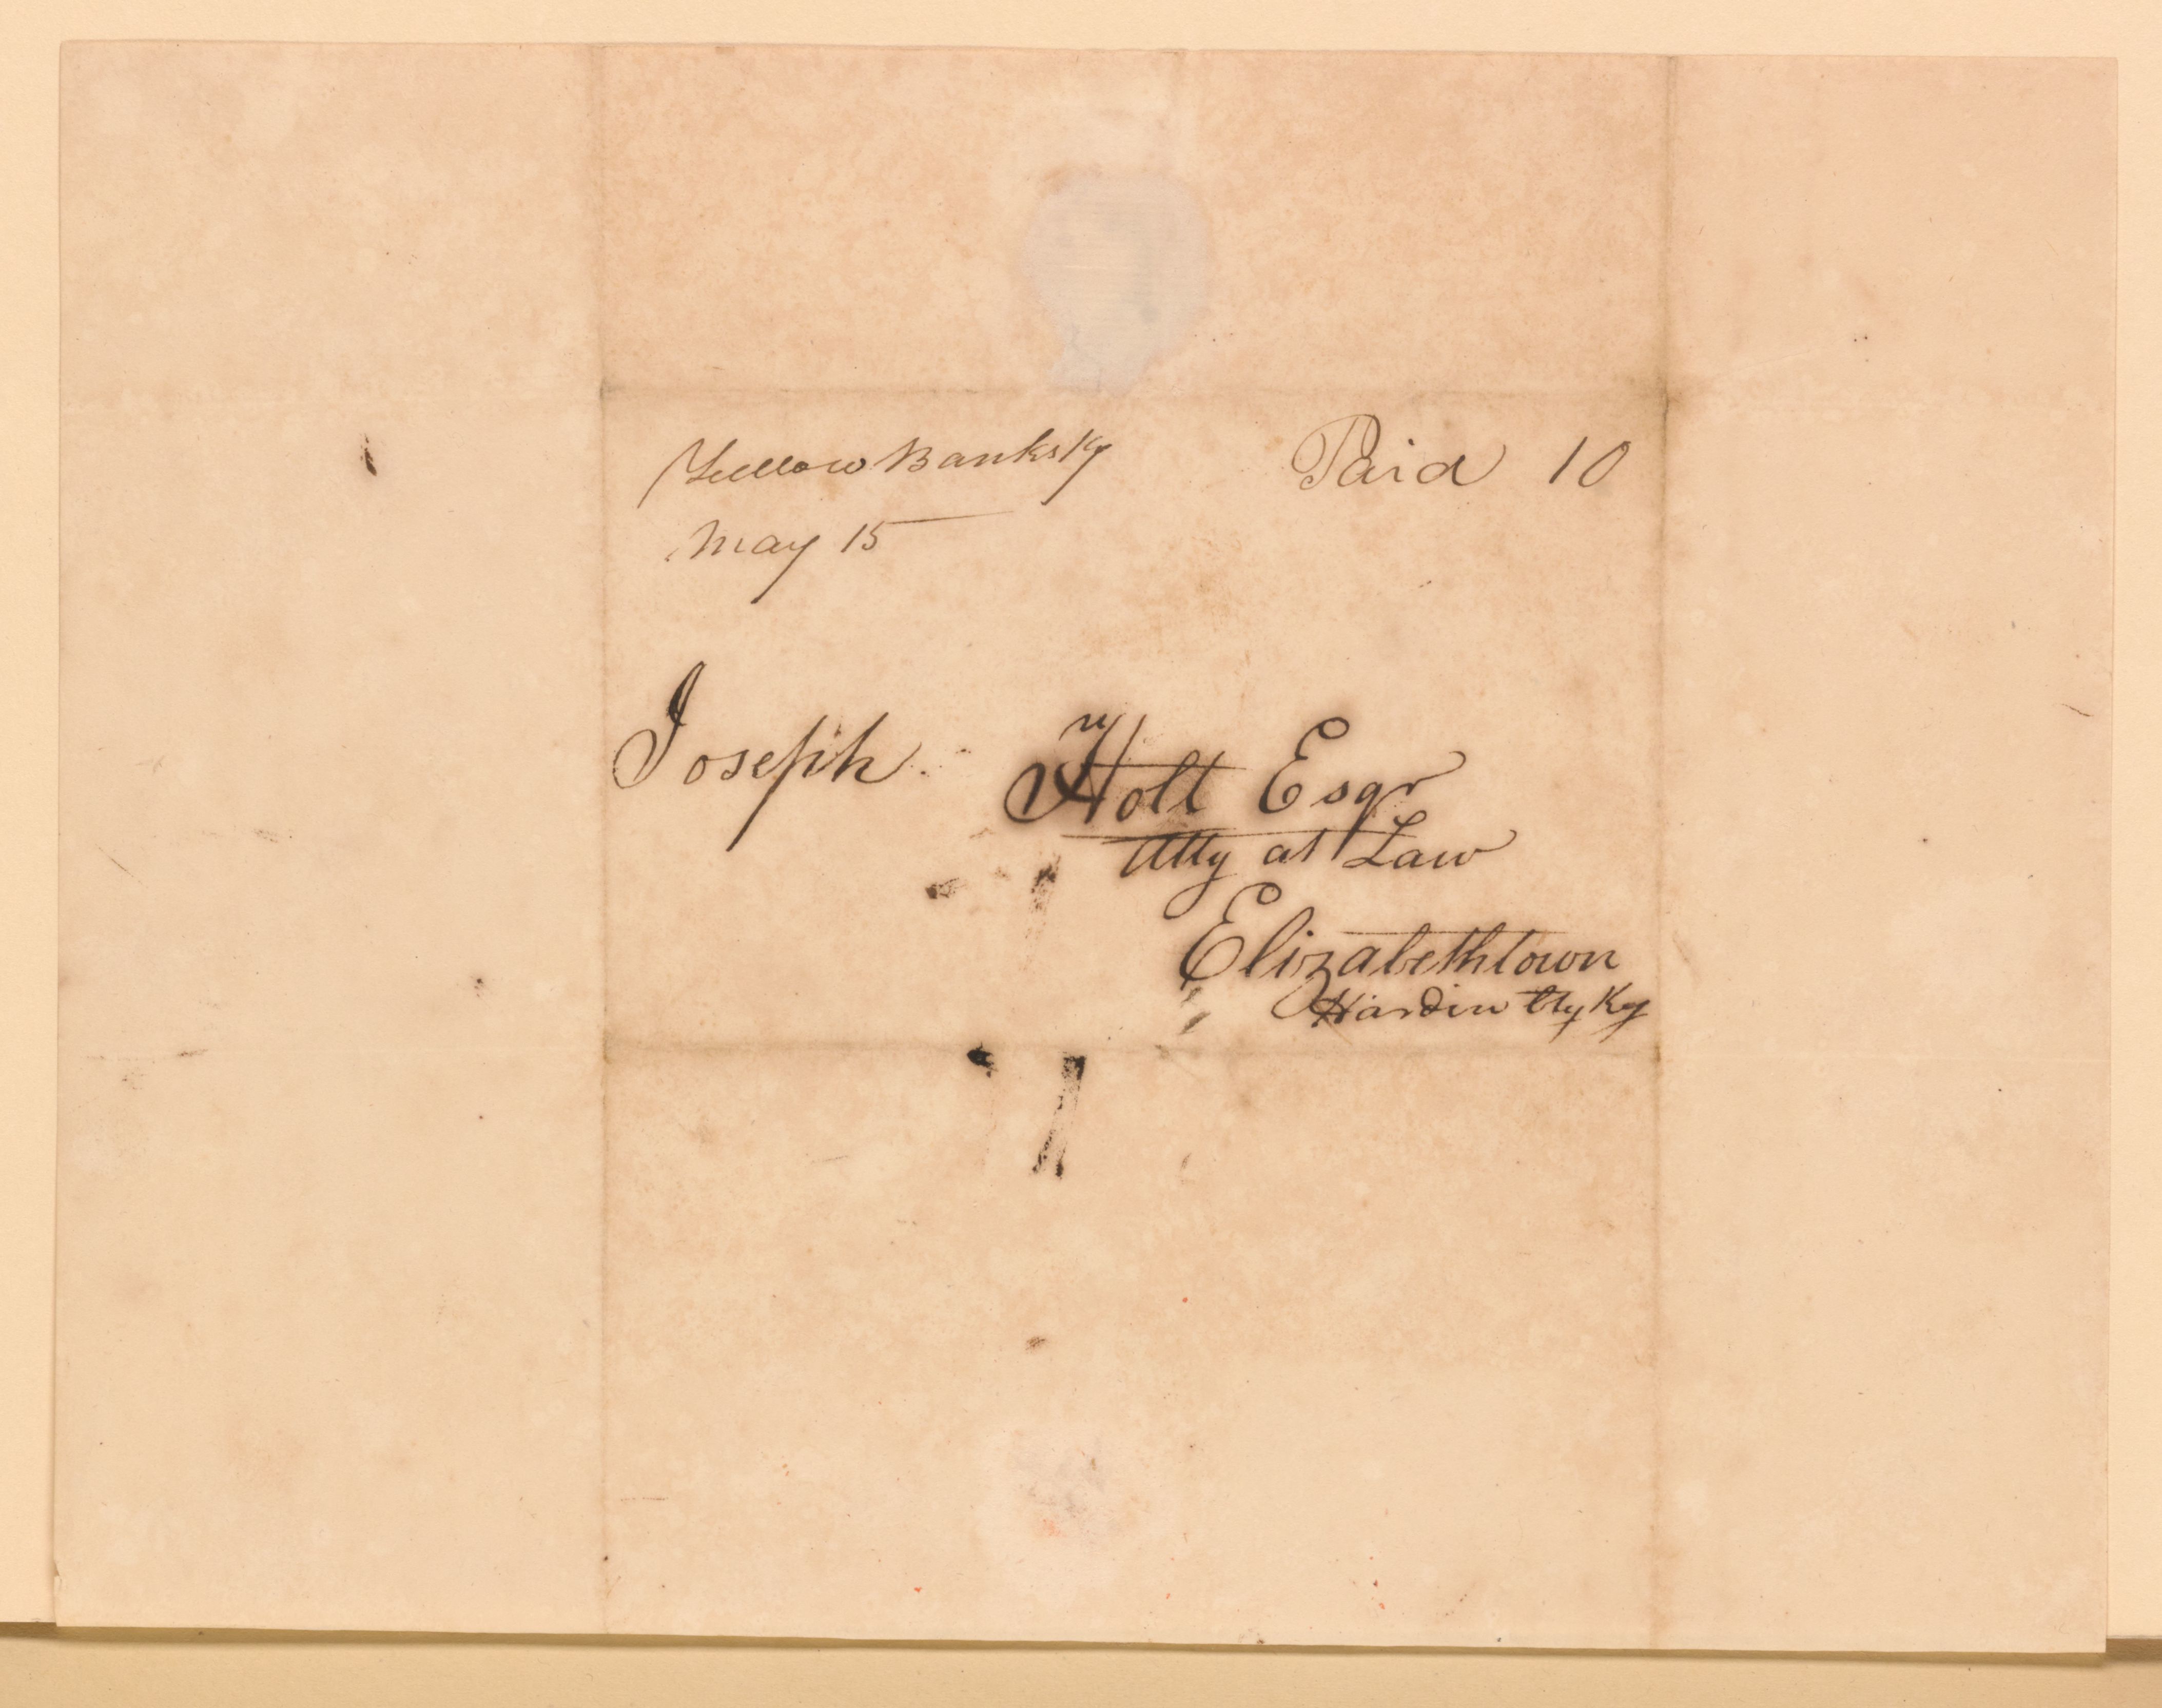 Yellow Banks Ky
May 15
Paid 10
Joseph Holt Esqr
Atty at Law
Elizabethtown
Hardin Cty Ky